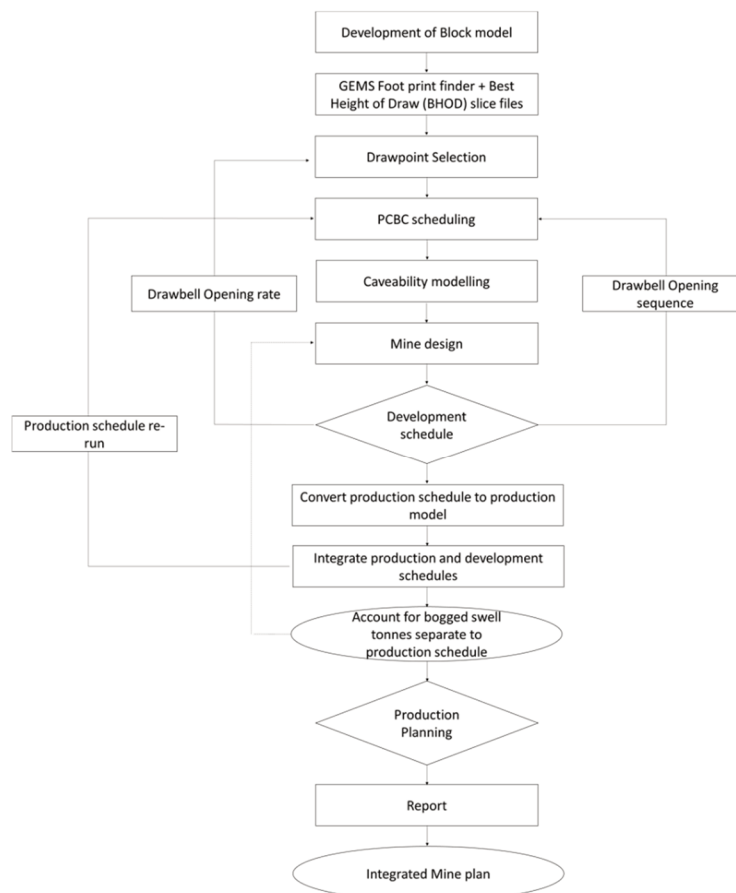 Development of Block model
GEMS Foot print finder + Best
Height of Draw (BHOD) slice files
Drawpoint Selection
PCBC scheduling
Caveability modelling
Drawbell Opening rate
Drawbell Opening
sequence
Mine design
Development
schedule
Production schedule re-
run
Convert production schedule to production
model
Integrate production and development
schedules
Account for bogged swell
tonnes separate to
production schedule
Production
Planning
Report
Integrated Mine plan